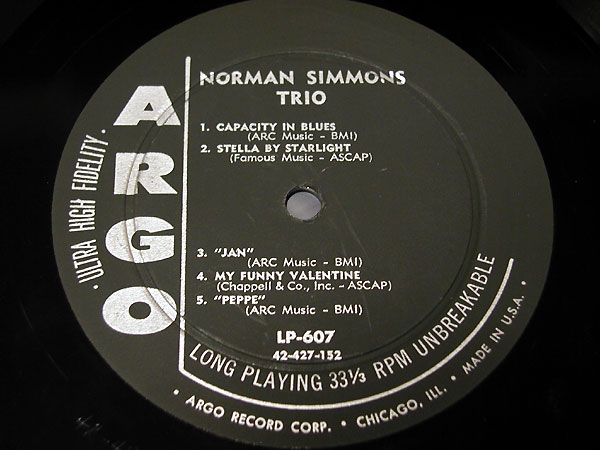 NORMAN SIMMONS
TRIO
1. CAPACITY IN BLUES
(ARC Music - BMI)
2. STELLA BY STARLIGHT
(Famous Music - ASCAP)
3. "JAN"
(ARC Music - BMI)
4. MY FUNNY VALENTINE
(Chappell & Co., Inc. - ASCAP)
5. "PEPPE"
(ARC Music - BMI)
LP-607
42-427-152
ARGO
· ULTRA HIGH FIDELITY ·
LONG PLAYING 33⅓ RPM UNBREAKABLE
· ARGO RECORD CORP. · CHICAGO, ILL. · MADE IN U.S.A. ·